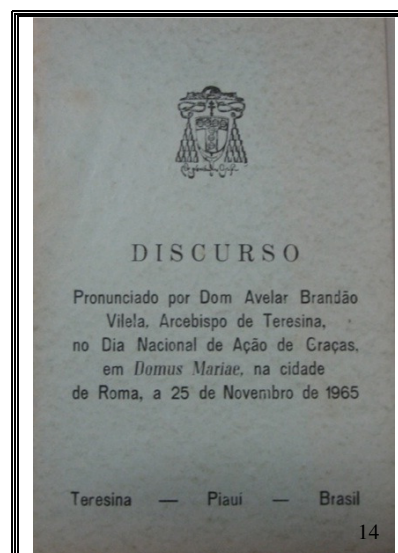 DISCURSO
Pronunciado por Dom Avelar Brandão
Vilela, Arcebispo de Teresina,
no Dia Nacional de Ação de Graças,
em Domus Mariae, na cidade
de Roma, a 25 de Novembro de 1965
Teresina — Piauí — Brasil
14